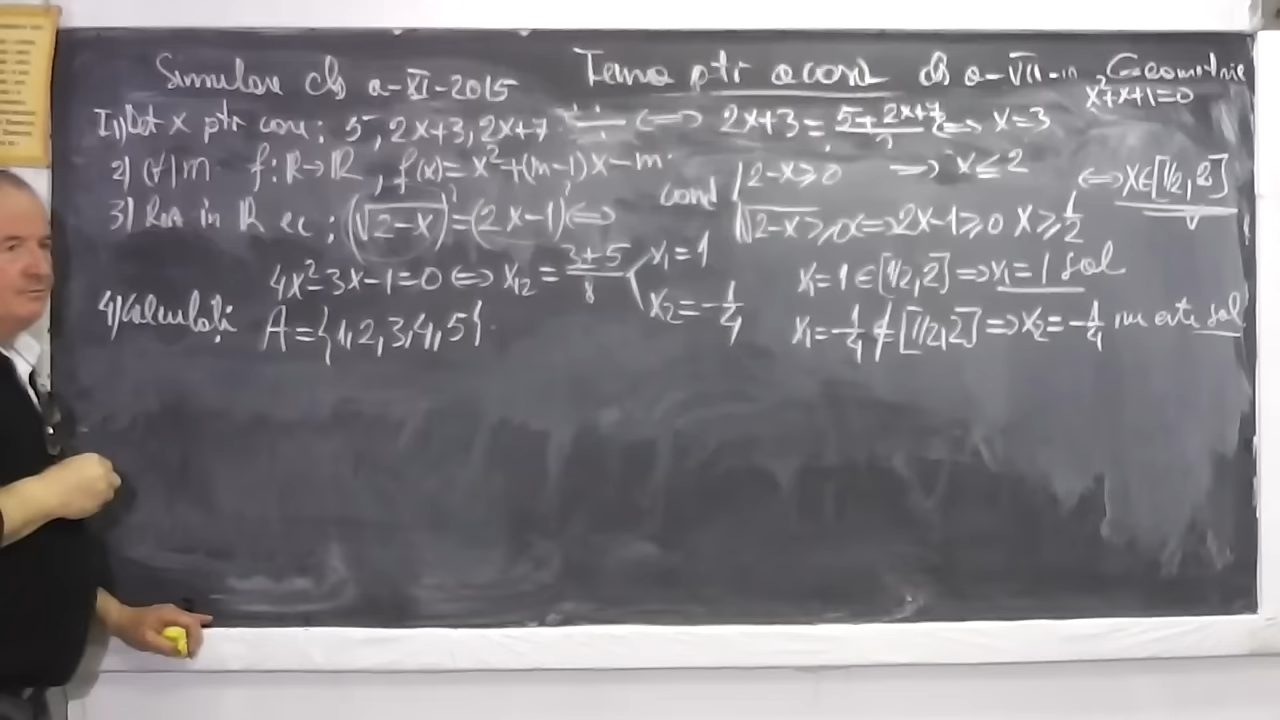 Simulare cls a-XI-2015
Tema ptr acord cls a-VII-a Geometrie
x²+x+1=0
I 1) Det x ptr care; 5, 2x+3, 2x+7 ÷ ⇔ 2x+3 = (5+2x+7)/2 ⇔ x=3
2) (∀) m f: ℝ→ℝ, f(x)=x²+(m-1)x-m.
cond 2-x≥0 ⟹ x≤2 ⇔ x∈[1/2, 2]
3) Rez in ℝ ec; (√2-x)²=(2x-1)² ⇔
√2-x ≥0 ⇔ 2x-1≥0 x≥1/2
4x²-3x-1=0 ⇔ x12 = (3±5)/8 x1=1 x2=-1/4
x1=1∈[1/2,2] ⟹ x1=1 sol
4) Calculati A={1,2,3,4,5}.
x1=-1/4∉[1/2,2] ⟹ x2=-1/4 nu este sol